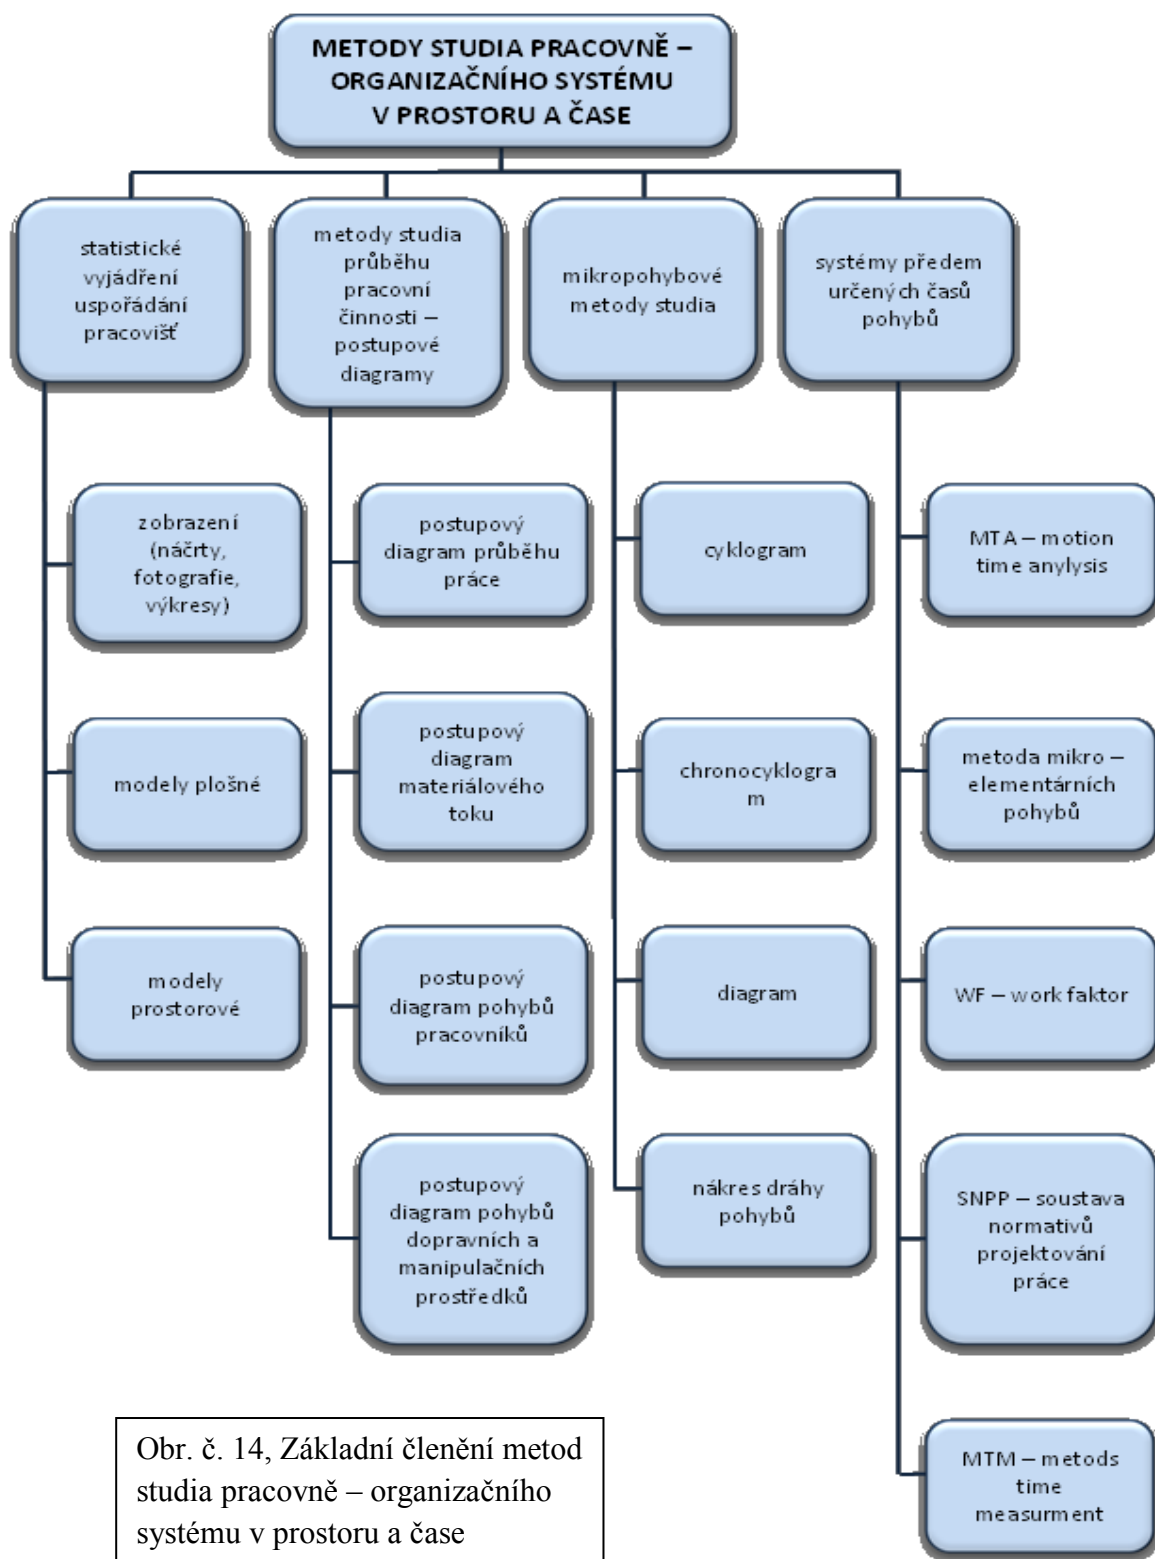 METODY STUDIA PRACOVNĚ –
ORGANIZAČNÍHO SYSTÉMU
V PROSTORU A ČASE
statistické
vyjádření
uspořádání
pracovišť
metody studia
průběhu
pracovní
činnosti –
postupové
diagramy
mikropohybové
metody studia
systémy předem
určených časů
pohybů
zobrazení
(náčrty,
fotografie,
výkresy)
modely plošné
modely
prostorové
postupový
diagram průběhu
práce
postupový
diagram
materiálového
toku
postupový
diagram pohybů
pracovníků
postupový
diagram pohybů
dopravních a
manipulačních
prostředků
cyklogram
chronocyklogra
m
diagram
nákres dráhy
pohybů
MTA – motion
time anylysis
metoda mikro –
elementárních
pohybů
WF – work faktor
SNPP – soustava
normativů
projektování
práce
MTM – metods
time
measurment
Obr. č. 14, Základní členění metod
studia pracovně – organizačního
systému v prostoru a čase